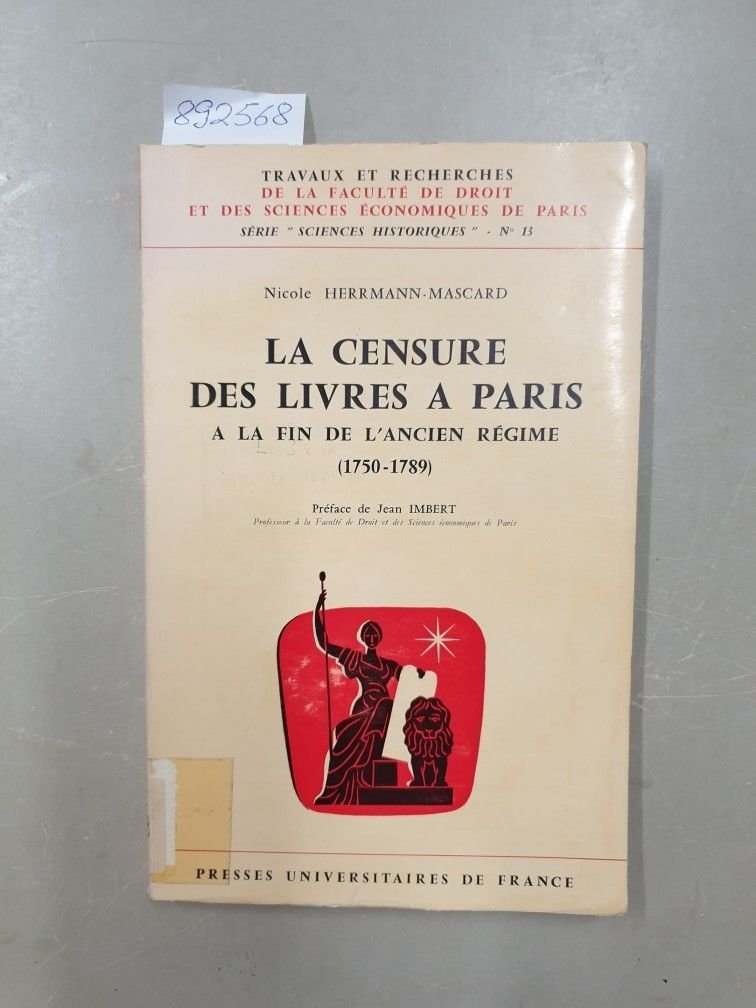 892568
TRAVAUX ET RECHERCHES
DE LA FACULTÉ DE DROIT
ET DES SCIENCES ÉCONOMIQUES DE PARIS
SÉRIE " SCIENCES HISTORIQUES " - Nº 13
Nicole HERRMANN-MASCARD
LA CENSURE
DES LIVRES A PARIS
A LA FIN DE L'ANCIEN RÉGIME
(1750-1789)
Préface de Jean IMBERT
Professeur à la Faculté de Droit et des Sciences économiques de Paris
PRESSES UNIVERSITAIRES DE FRANCE